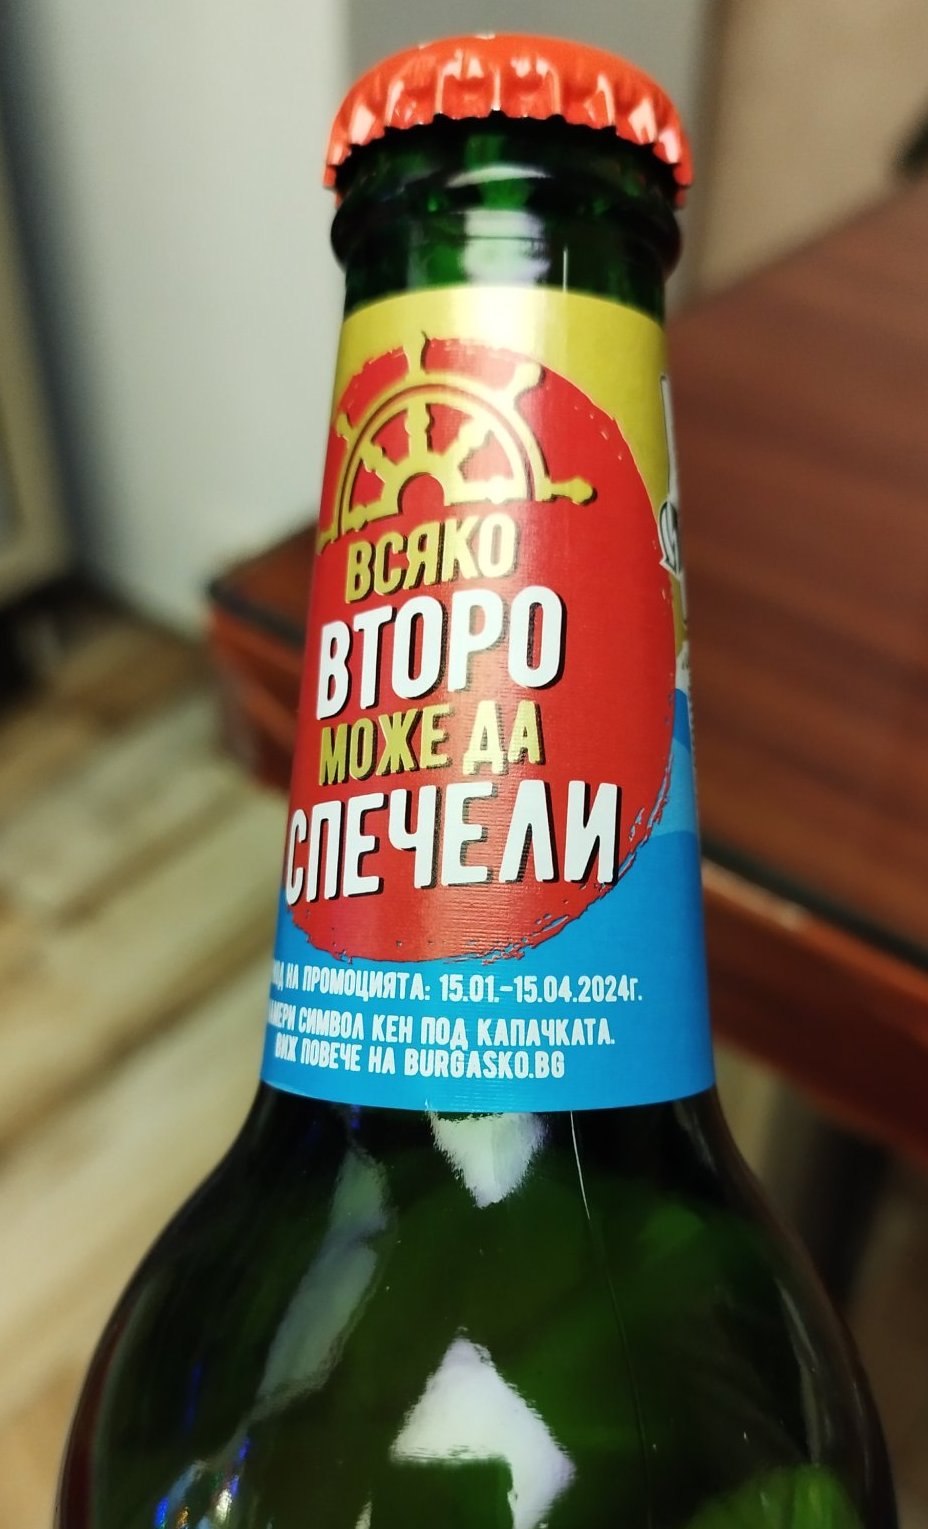 ВСЯКО
ВТОРО
МОЖЕ ДА
СПЕЧЕЛИ
НА ПРОМОЦИЯТА: 15.01.-15.04.2024г.
СИМВОЛ КЕН ПОД КАПАЧКАТА.
ВИЖ ПОВЕЧЕ НА BURGASKO.BG